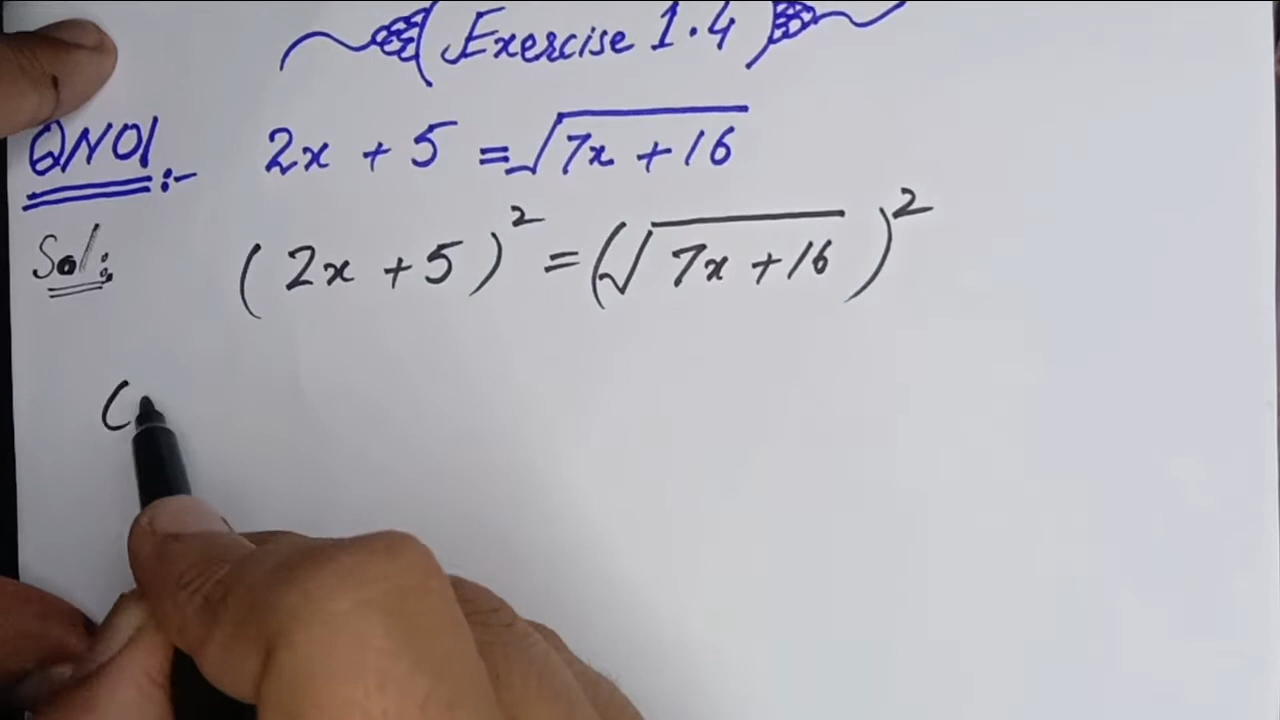 (Exercise 1.4)
QNO1:- 2x + 5 = √7x + 16
Sol: (2x + 5)² = (√7x + 16)²
(